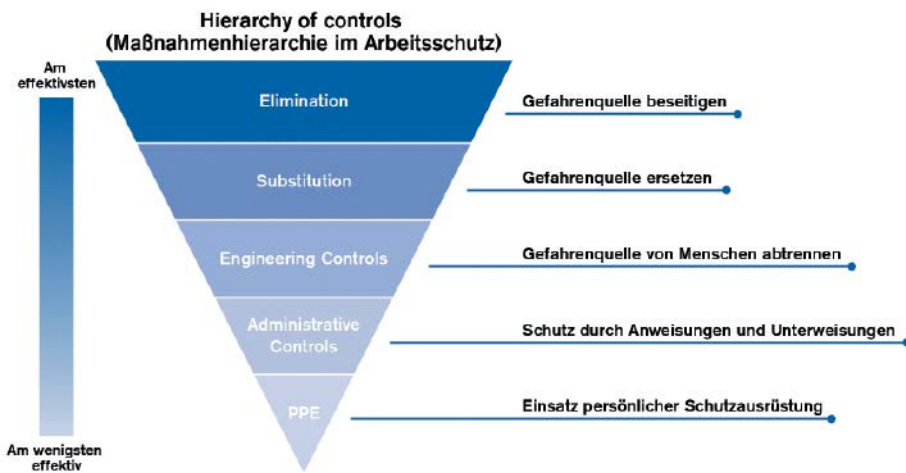 Hierarchy of controls
(Maßnahmenhierarchie im Arbeitsschutz)
Am
effektivsten
Elimination
Gefahrenquelle beseitigen
Substitution
Gefahrenquelle ersetzen
Engineering Controls
Gefahrenquelle von Menschen abtrennen
Administrative
Controls
Schutz durch Anweisungen und Unterweisungen
PPE
Einsatz persönlicher Schutzausrüstung
Am wenigsten
effektiv